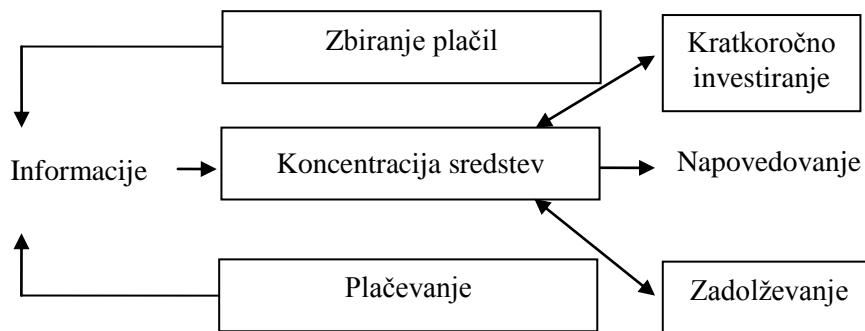 Zbiranje plačil
Kratkoročno
investiranje
Informacije
Koncentracija sredstev
Napovedovanje
Plačevanje
Zadolževanje